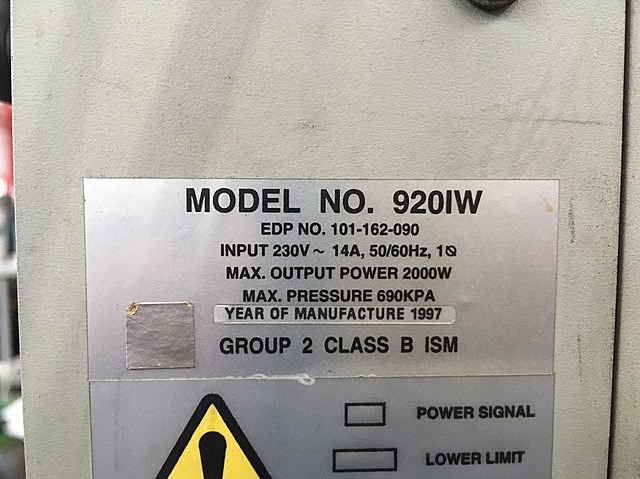 MODEL NO. 920IW
EDP NO. 101-162-090
INPUT 230V ~ 14A, 50/60Hz, 1Ø
MAX. OUTPUT POWER 2000W
MAX. PRESSURE 690KPA
YEAR OF MANUFACTURE 1997
GROUP 2 CLASS B ISM
POWER SIGNAL
LOWER LIMIT